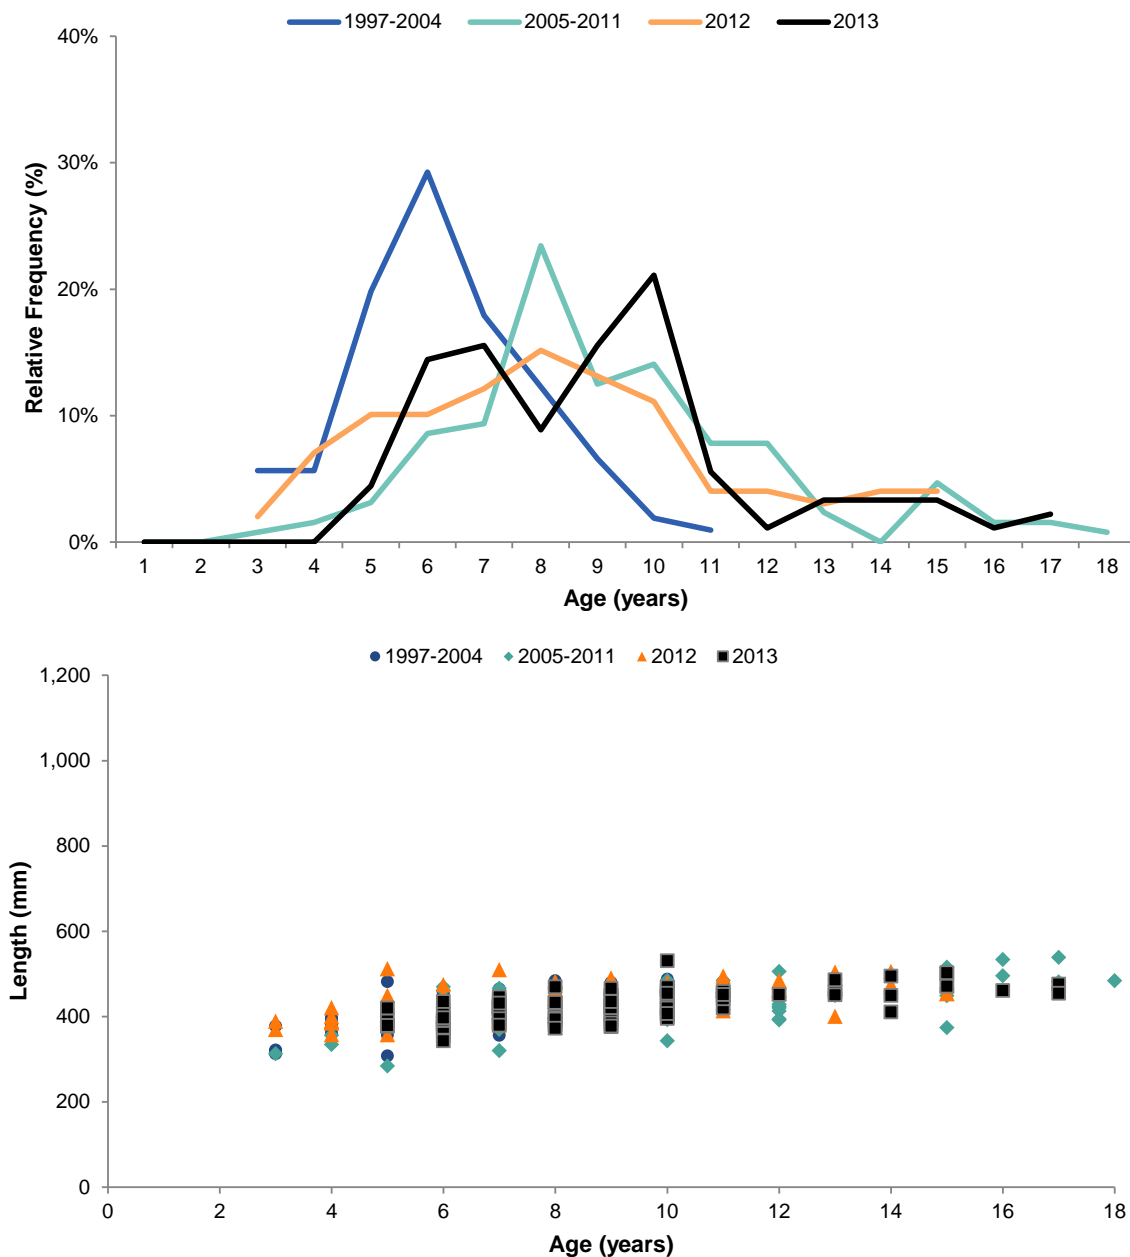 1997-2004 2005-2011 2012 2013
40%
30%
20%
10%
0%
Relative Frequency (%)
1 2 3 4 5 6 7 8 9 10 11 12 13 14 15 16 17 18
Age (years)
1997-2004 2005-2011 2012 2013
1,200
1,000
800
600
400
200
0
Length (mm)
0 2 4 6 8 10 12 14 16 18
Age (years)